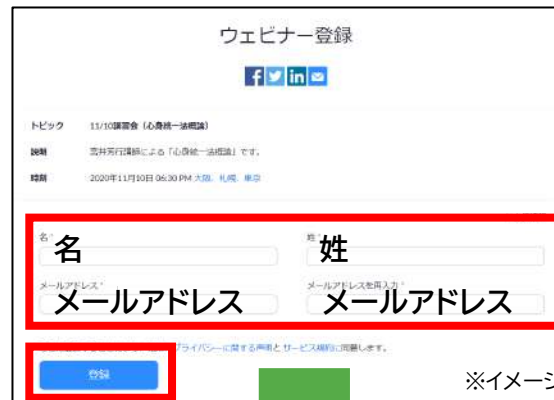 ウェビナー登録
f in
トピック 11/10講習会（心身統一法概論）
説明 講師による「心身統一法概論」です。
時刻 2020年11月10日 06:30 PM 大阪、札幌、東京
名 * 姓 *
名 姓
メールアドレス * メールアドレスを再入力 *
メールアドレス メールアドレス
プライバシーに関する声明とサービス規約に同意します。
登録
※イメージ